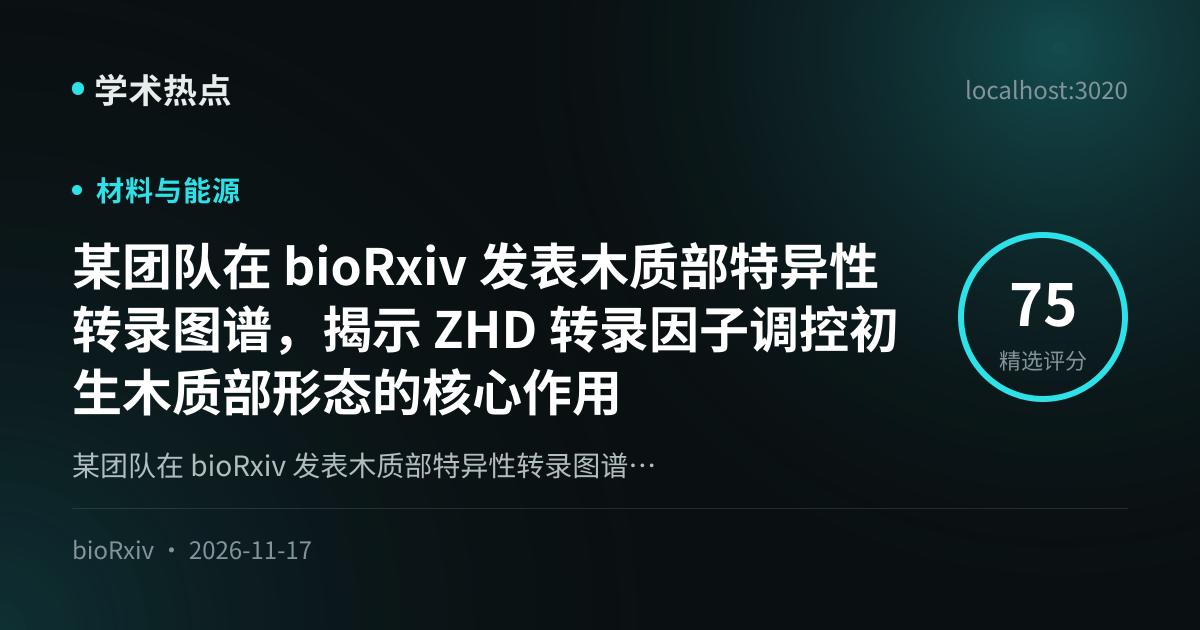 学术热点
localhost:3020
材料与能源
某团队在 bioRxiv 发表木质部特异性
转录图谱，揭示 ZHD 转录因子调控初
生木质部形态的核心作用
75
精选评分
某团队在 bioRxiv 发表木质部特异性转录图谱…
bioRxiv • 2026-11-17